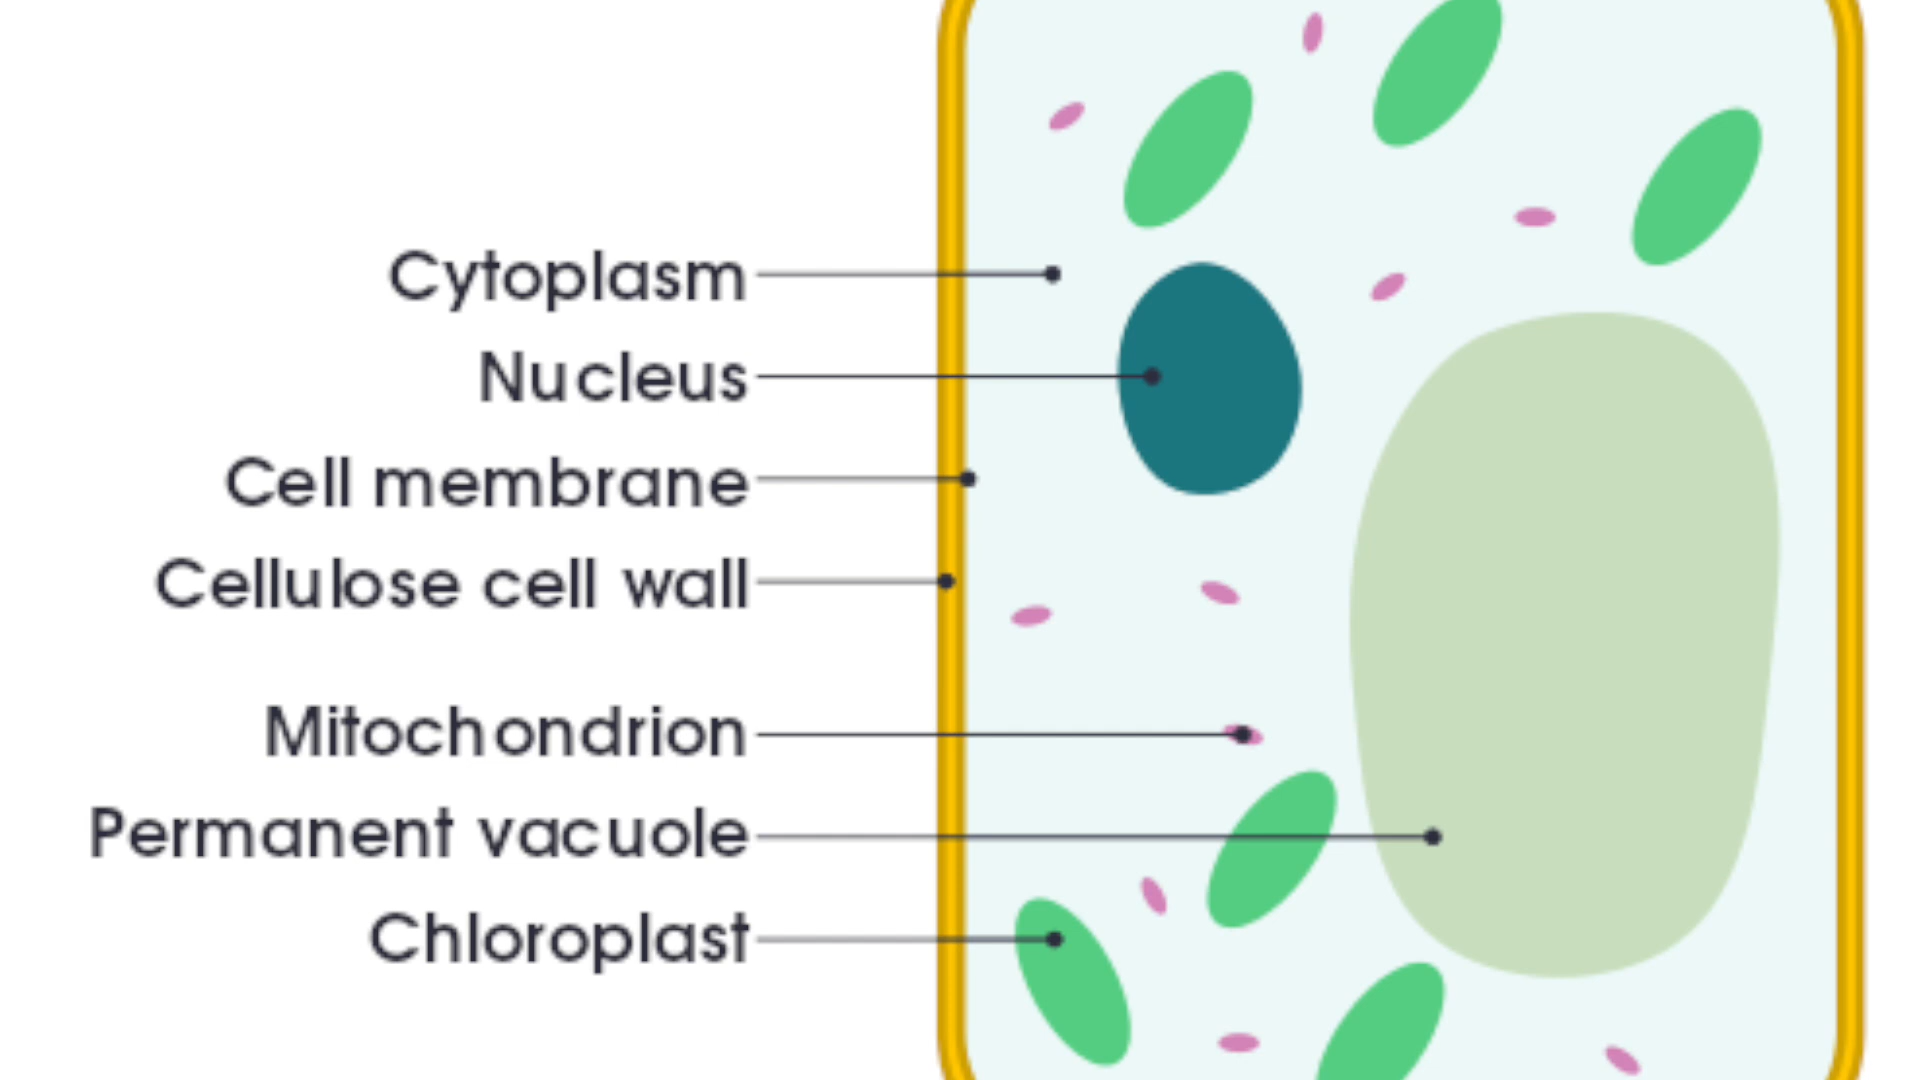 Cytoplasm
Nucleus
Cell membrane
Cellulose cell wall
Mitochondrion
Permanent vacuole
Chloroplast